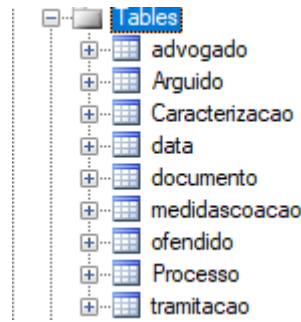 Tables
advogado
Arguido
Caracterizacao
data
documento
medidascoacao
ofendido
Processo
tramitacao